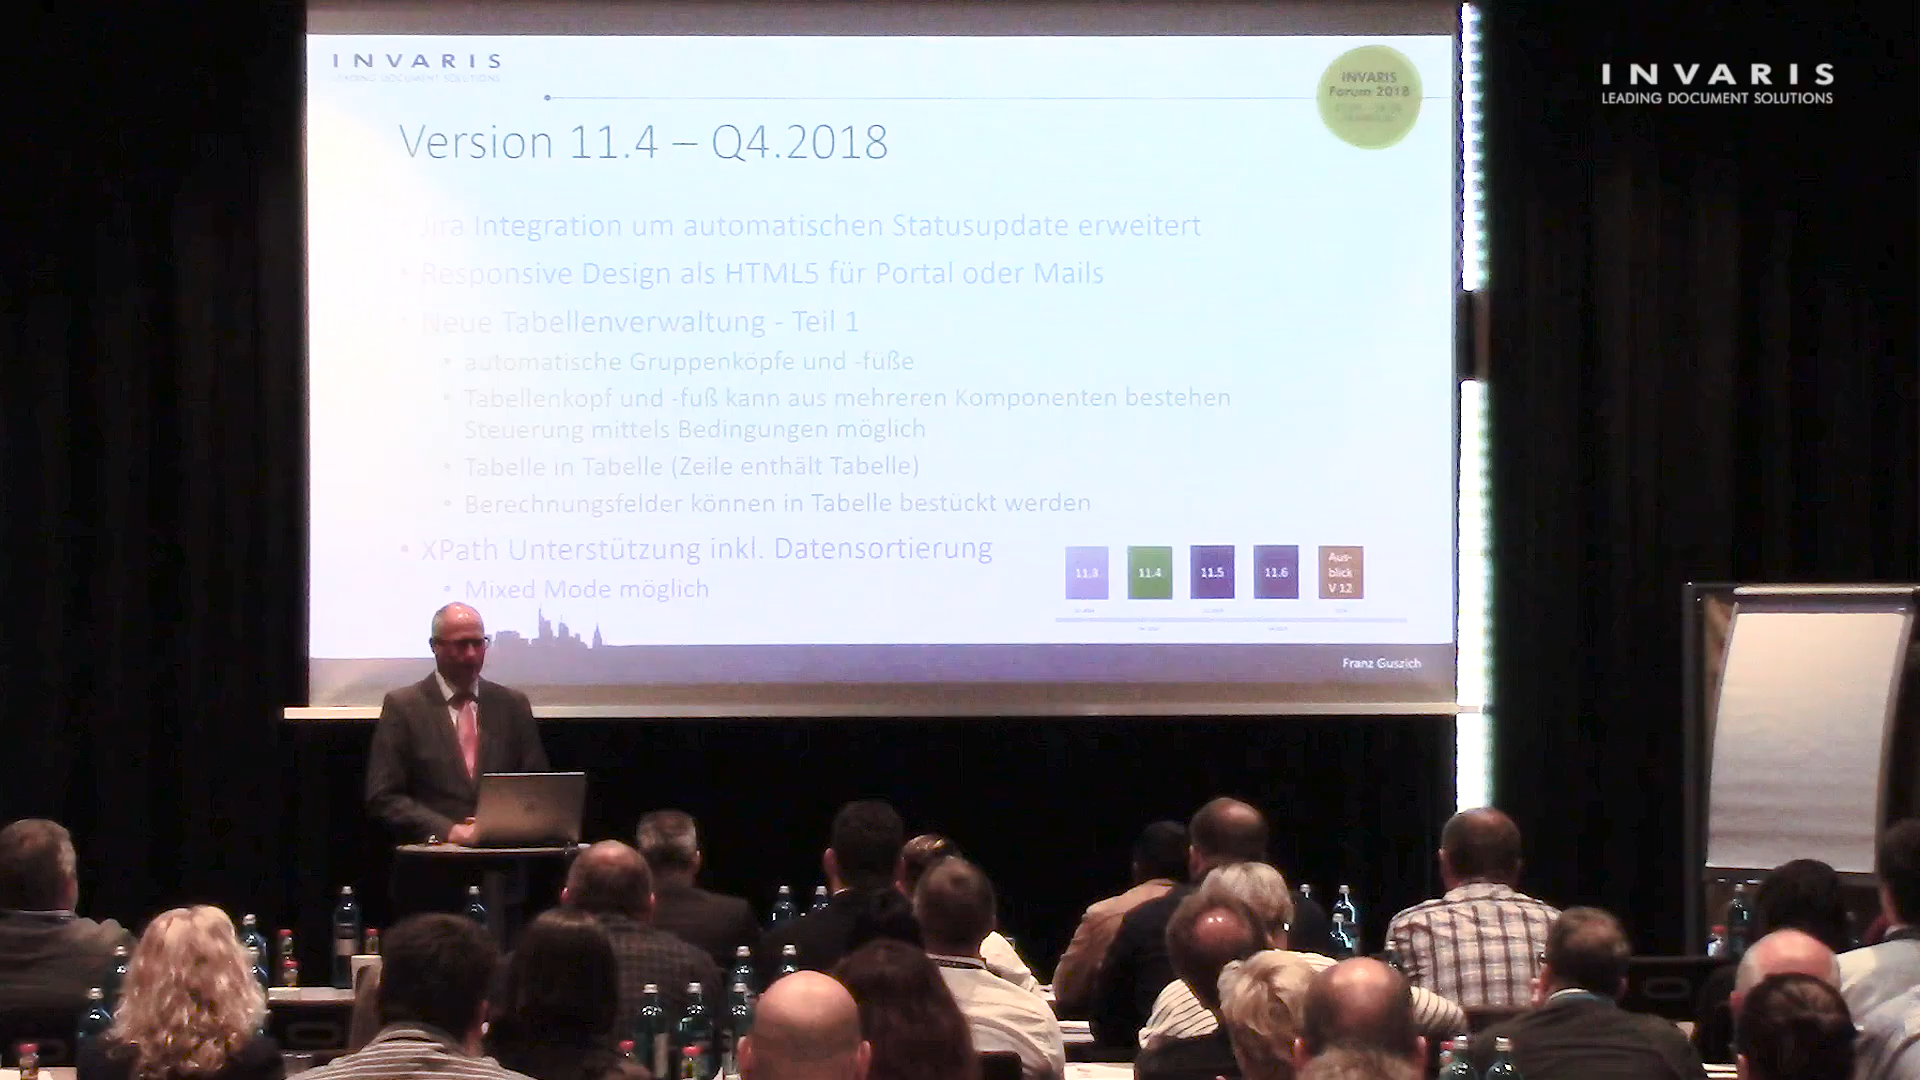 INVARIS
LEADING DOCUMENT SOLUTIONS
INVARIS
Forum 2018
INVARIS
LEADING DOCUMENT SOLUTIONS
Version 11.4 – Q4.2018
• Jira Integration um automatischen Statusupdate erweitert
• Responsive Design als HTML5 für Portal oder Mails
• Neue Tabellenverwaltung - Teil 1
• automatische Gruppenköpfe und -füße
• Tabellenkopf und -fuß kann aus mehreren Komponenten bestehen
Steuerung mittels Bedingungen möglich
• Tabelle in Tabelle (Zeile enthält Tabelle)
• Berechnungsfelder können in Tabelle bestückt werden
• XPath Unterstützung inkl. Datensortierung
• Mixed Mode möglich
11.3
11.4
11.5
11.6
Aus-
blick
V 12
Franz Guszich